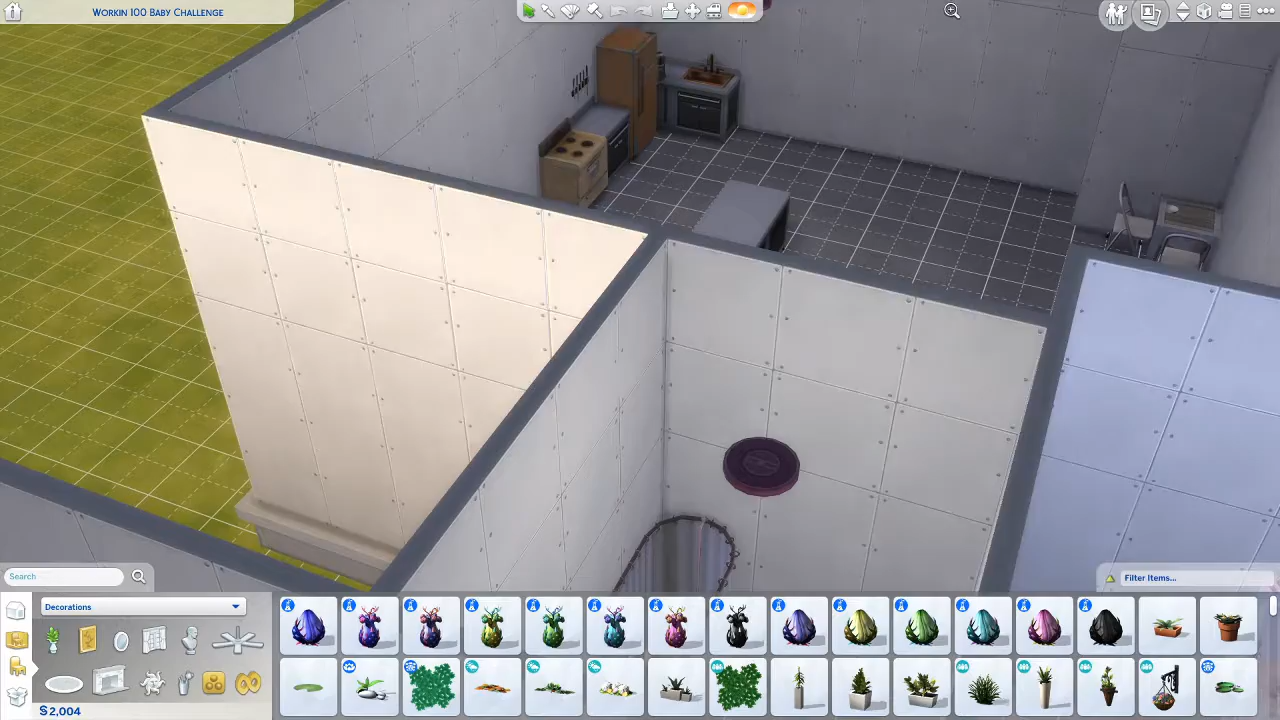 Workin 100 Baby Challenge
Search
Filter Items...
Decorations
§2,004